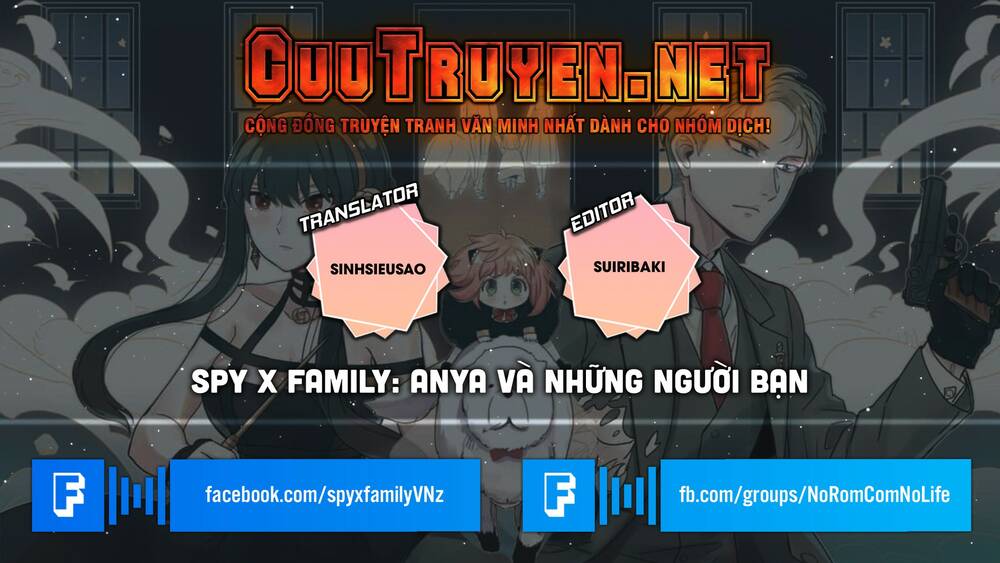 CUUTRUYEN.NET
CỘNG ĐỒNG TRUYỆN TRANH VĂN MINH NHẤT DÀNH CHO NHÓM DỊCH!
TRANSLATOR
SINHSIEUSAO
EDITOR
SUIRIBAKI
SPY X FAMILY: ANYA VÀ NHỮNG NGƯỜI BẠN
F
facebook.com/spyxfamilyVNz
F
fb.com/groups/NoRomComNoLife